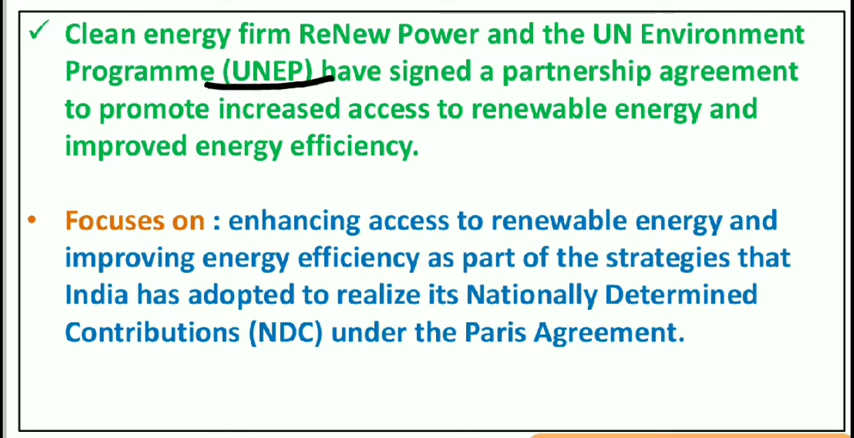 ✓ Clean energy firm ReNew Power and the UN Environment
Programme (UNEP) have signed a partnership agreement
to promote increased access to renewable energy and
improved energy efficiency.
• Focuses on : enhancing access to renewable energy and
improving energy efficiency as part of the strategies that
India has adopted to realize its Nationally Determined
Contributions (NDC) under the Paris Agreement.